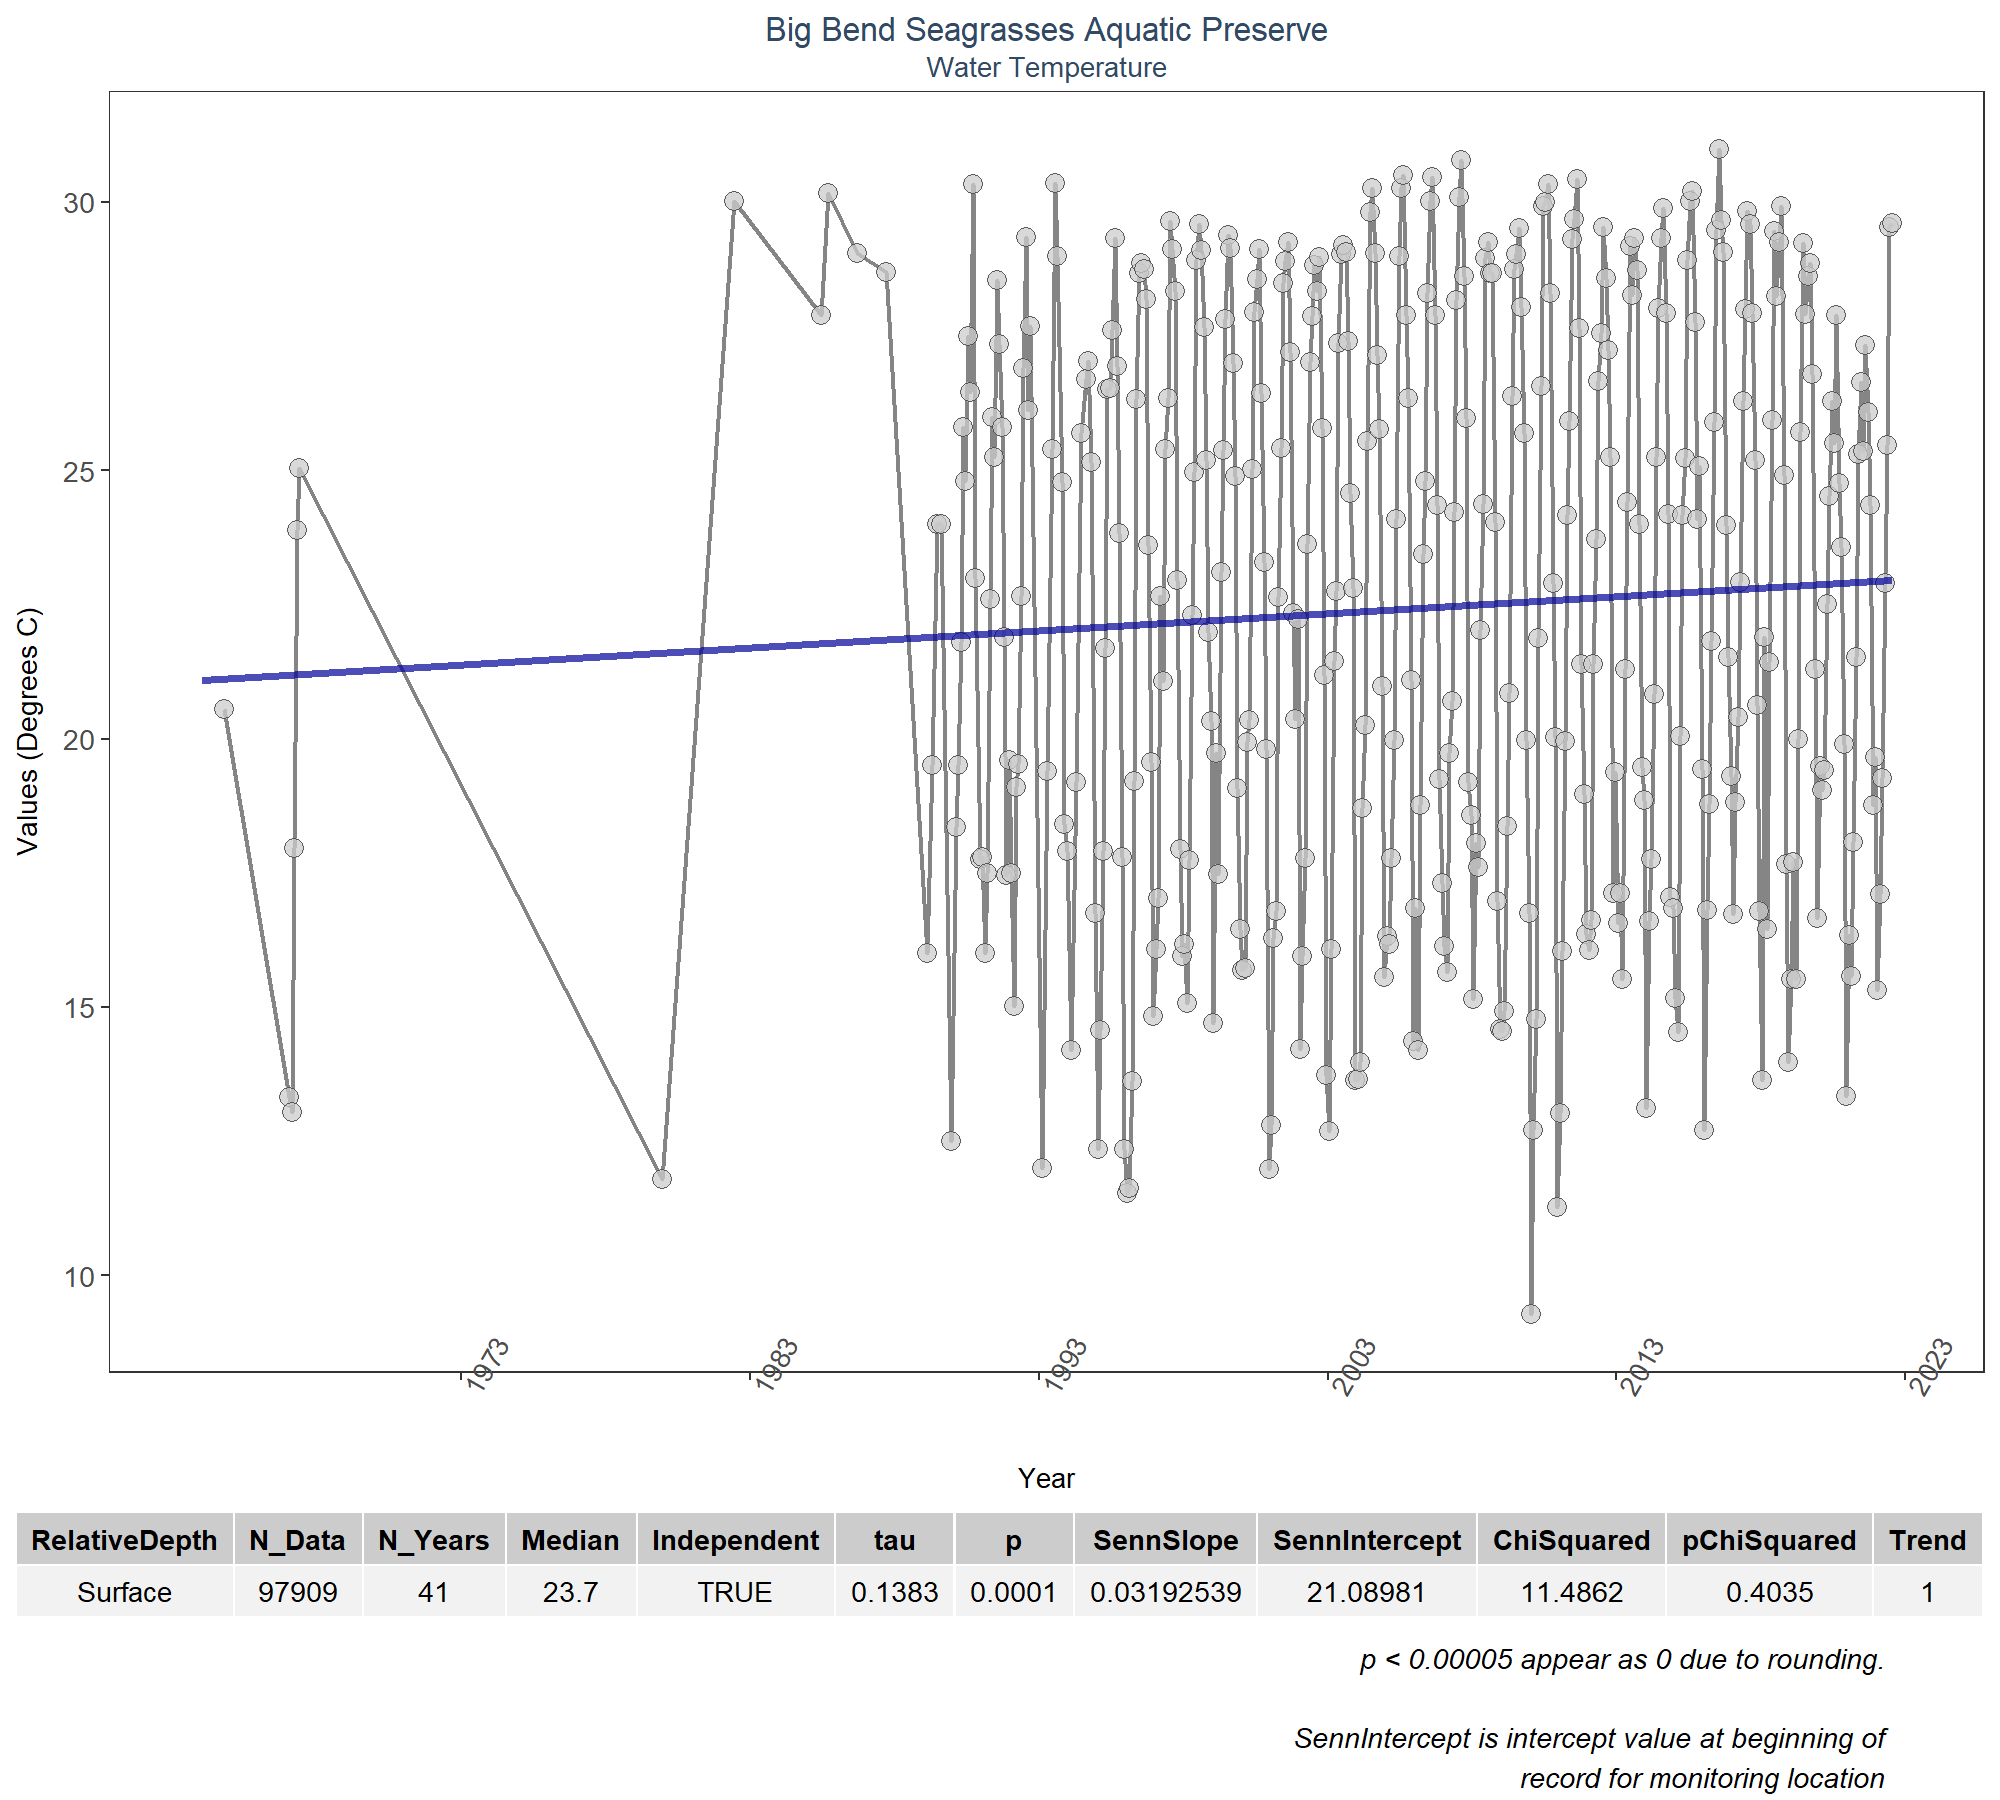 Big Bend Seagrasses Aquatic Preserve
Water Temperature
Values (Degrees C)
30
25
20
15
10
1973
1983
1993
2003
2013
2023
Year
RelativeDepth N_Data N_Years Median Independent tau p SennSlope SennIntercept ChiSquared pChiSquared Trend
Surface 97909 41 23.7 TRUE 0.1383 0.0001 0.03192539 21.08981 11.4862 0.4035 1
p < 0.00005 appear as 0 due to rounding.
SennIntercept is intercept value at beginning of
record for monitoring location